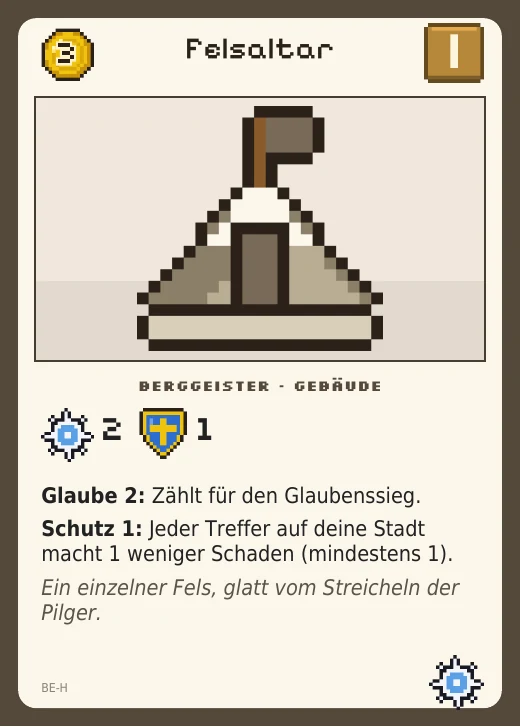 3
Felsaltar
I
BERGGEISTER - GEBÄUDE
2
1
Glaube 2: Zählt für den Glaubenssieg.
Schutz 1: Jeder Treffer auf deine Stadt
macht 1 weniger Schaden (mindestens 1).
Ein einzelner Fels, glatt vom Streicheln der
Pilger.
BE-H